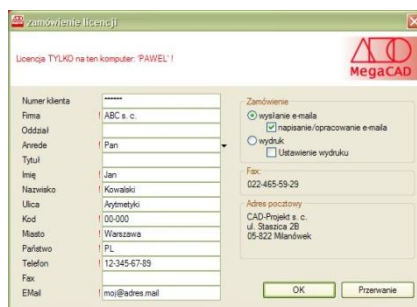 zamówienie licencji
Licencja TYLKO na ten komputer: 'PAWEL' !
MegaCAD
Numer klienta ******
Firma ! ABC s. c.
Oddział
Anrede ! Pan
Tytuł
Imię ! Jan
Nazwisko ! Kowalski
Ulica ! Arytmetyki
Kod ! 00-000
Miasto ! Warszawa
Państwo ! PL
Telefon ! 12-345-67-89
Fax
EMail ! moj@adres.mail
Zamówienie
wysłanie e-maila
napisanie/opracowanie e-maila
wydruk
Ustawienie wydruku
Fax:
022-465-59-29
Adres pocztowy
CAD-Projekt s. c.
ul. Staszica 2B
05-822 Milanówek
OK
Przerwanie